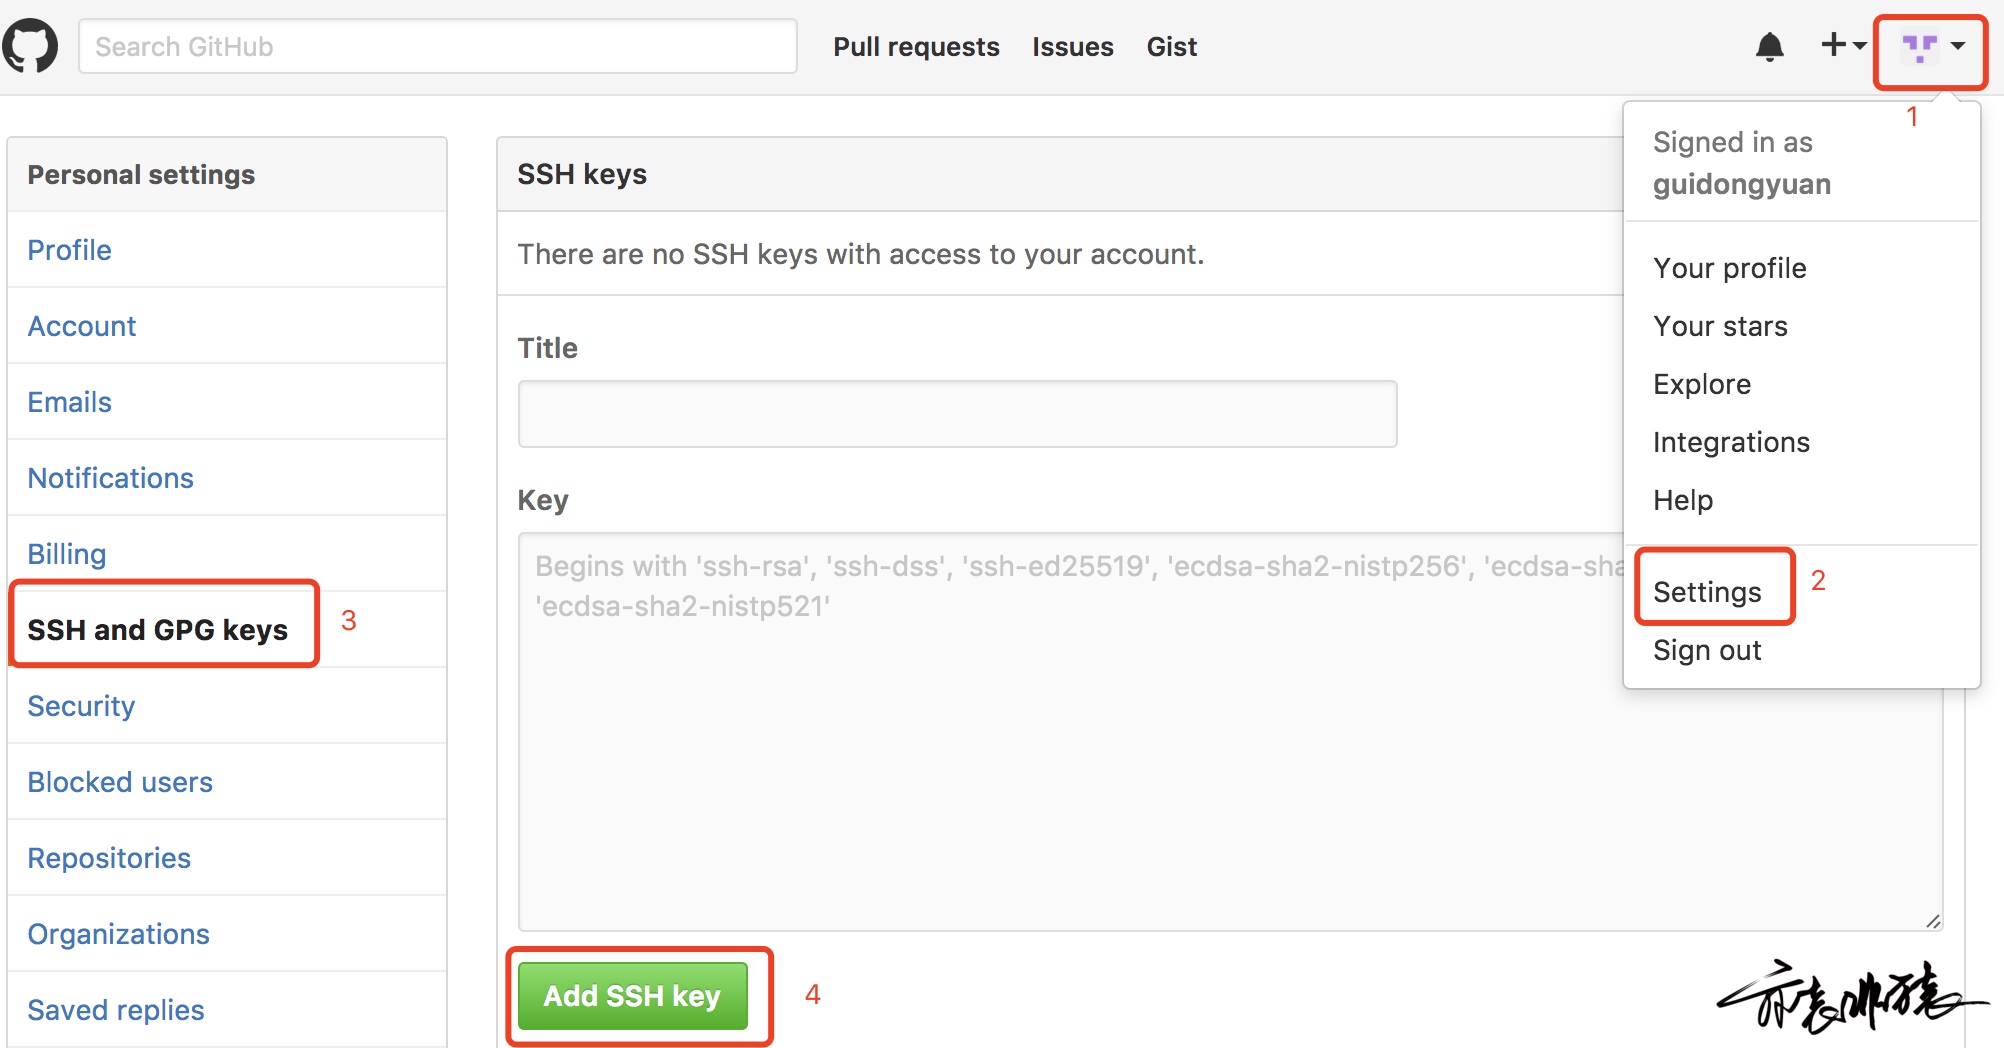 Search GitHub
Pull requests
Issues
Gist
1
Signed in as
guidongyuan
Your profile
Your stars
Explore
Integrations
Help
Settings
2
Sign out
Personal settings
Profile
Account
Emails
Notifications
Billing
SSH and GPG keys
3
Security
Blocked users
Repositories
Organizations
Saved replies
SSH keys
There are no SSH keys with access to your account.
Title
Key
Begins with 'ssh-rsa', 'ssh-dss', 'ssh-ed25519', 'ecdsa-sha2-nistp256', 'ecdsa-sha
'ecdsa-sha2-nistp521'
Add SSH key
4